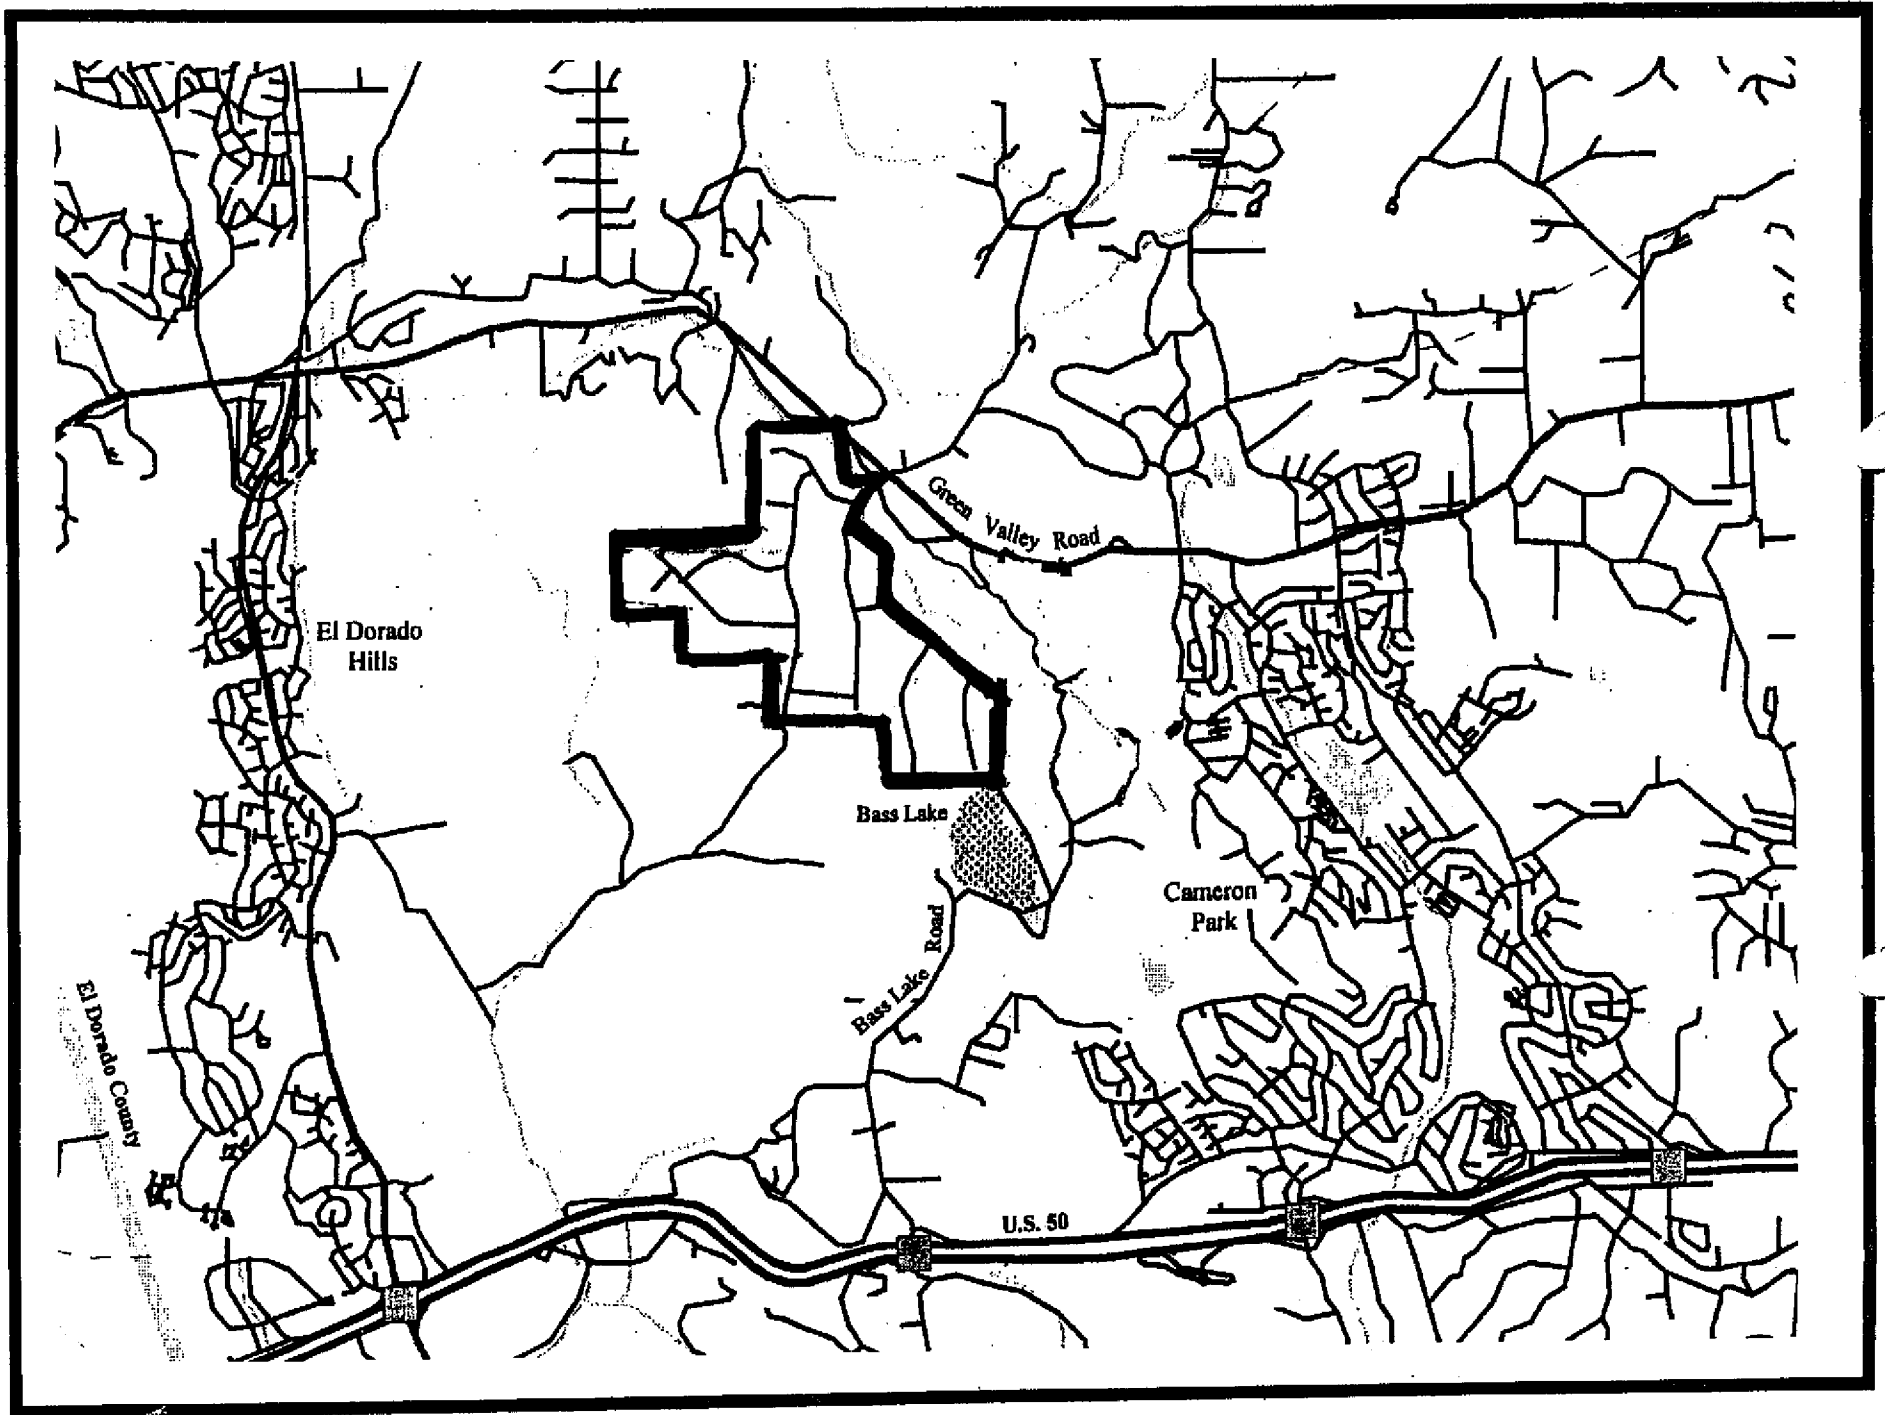 Green Valley Road
El Dorado
Hills
Bass Lake
Cameron
Park
Bass Lake Road
El Dorado County
U.S. 50